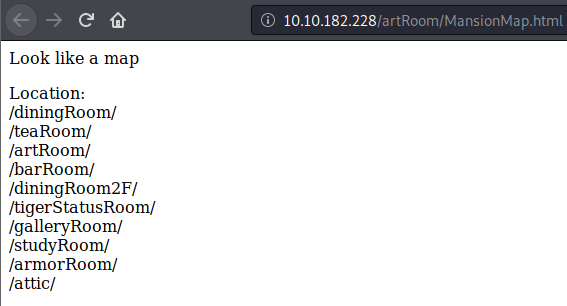 10.10.182.228/artRoom/MansionMap.html
Look like a map
Location:
/diningRoom/
/teaRoom/
/artRoom/
/barRoom/
/diningRoom2F/
/tigerStatusRoom/
/galleryRoom/
/studyRoom/
/armorRoom/
/attic/